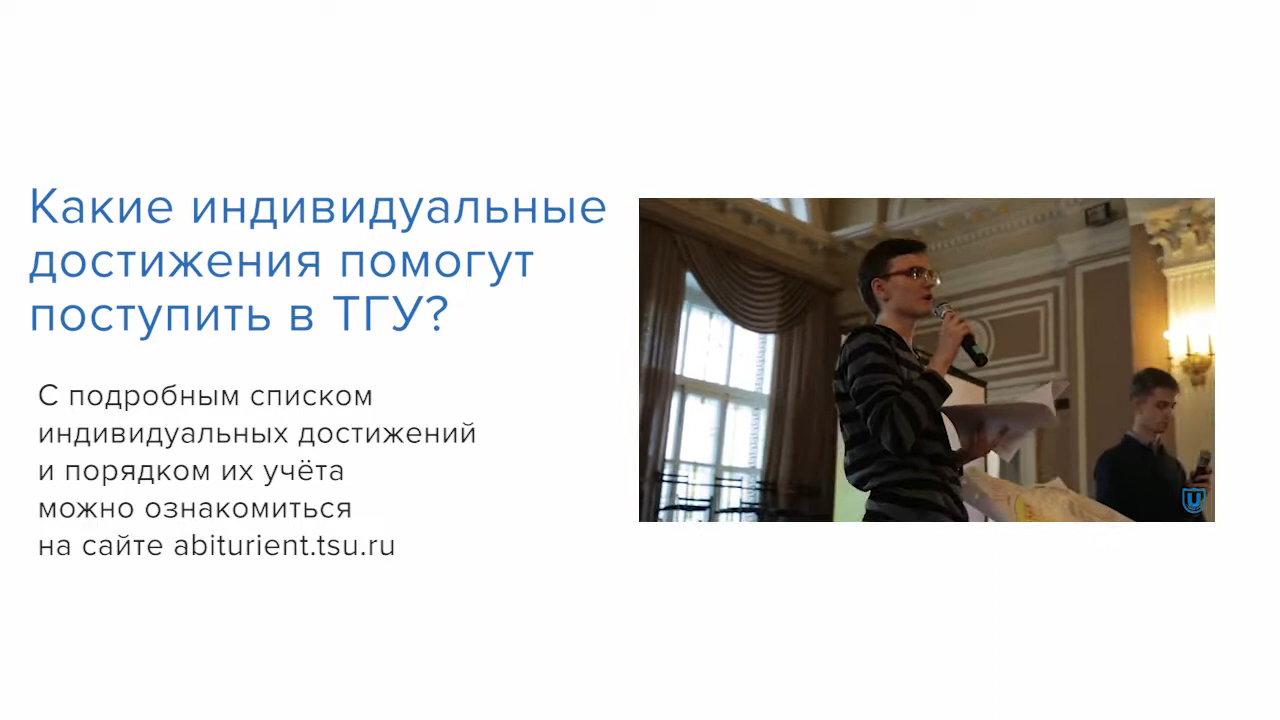 Какие индивидуальные
достижения помогут
поступить в ТГУ?
С подробным списком
индивидуальных достижений
и порядком их учёта
можно ознакомиться
на сайте abiturient.tsu.ru